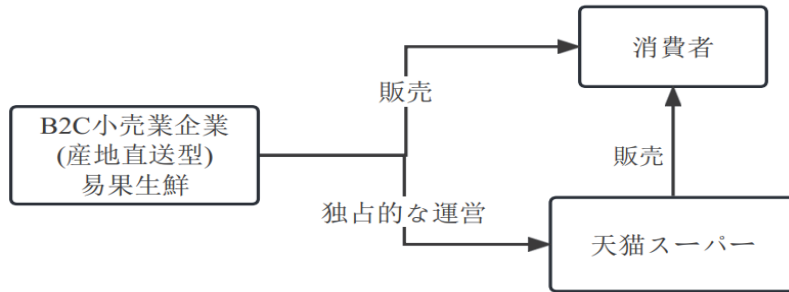 消費者
販売
B2C小売業企業
(産地直送型)
易果生鮮
販売
独占的な運営
天猫スーパー